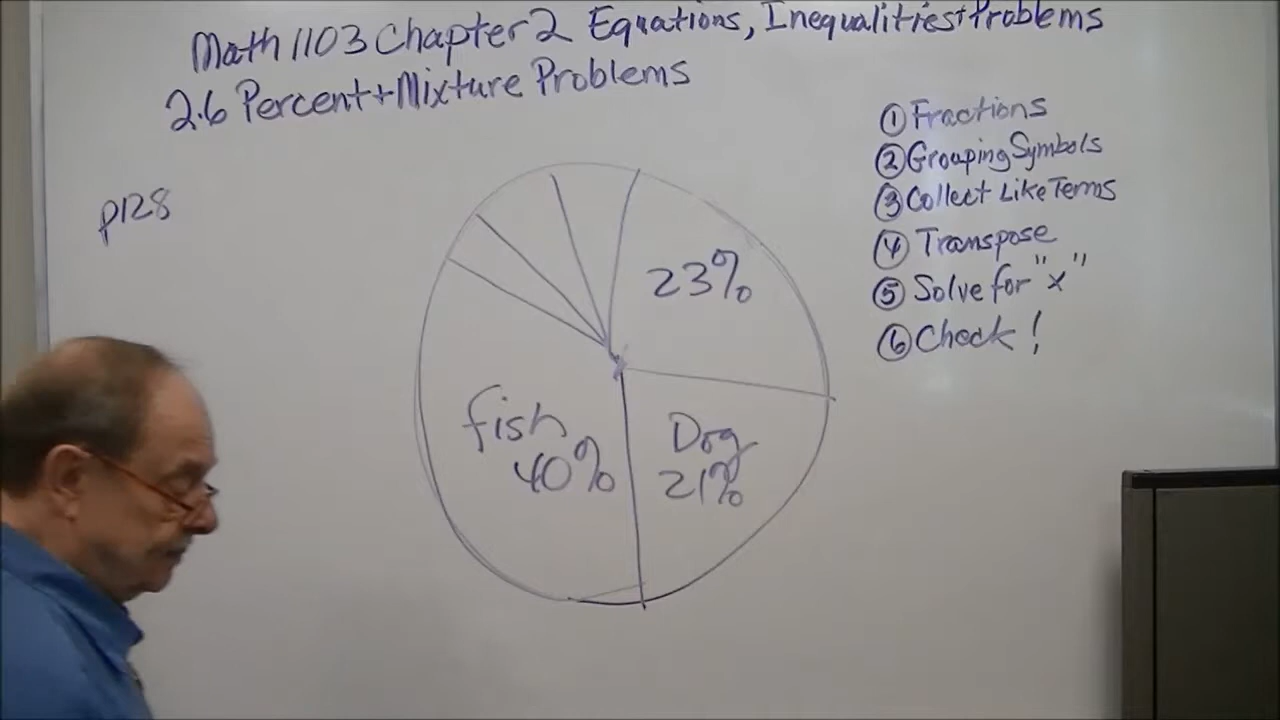 Math 1103 Chapter 2 Equations, Inequalities + Problems
2.6 Percent + Mixture Problems
p128
23%
fish
40%
Dog
21%
① Fractions
② Grouping Symbols
③ Collect Like Terms
④ Transpose
⑤ Solve for "x"
⑥ Check!